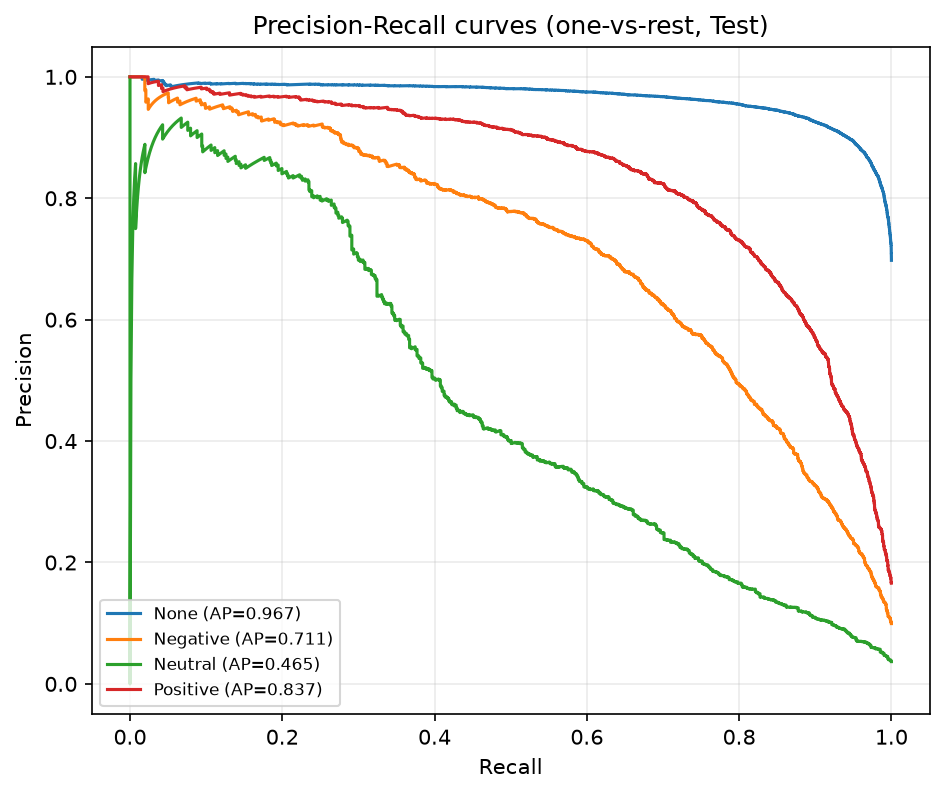 Precision-Recall curves (one-vs-rest, Test)
1.0
0.8
0.6
0.4
0.2
0.0
Precision
None (AP=0.967)
Negative (AP=0.711)
Neutral (AP=0.465)
Positive (AP=0.837)
0.0 0.2 0.4 0.6 0.8 1.0
Recall